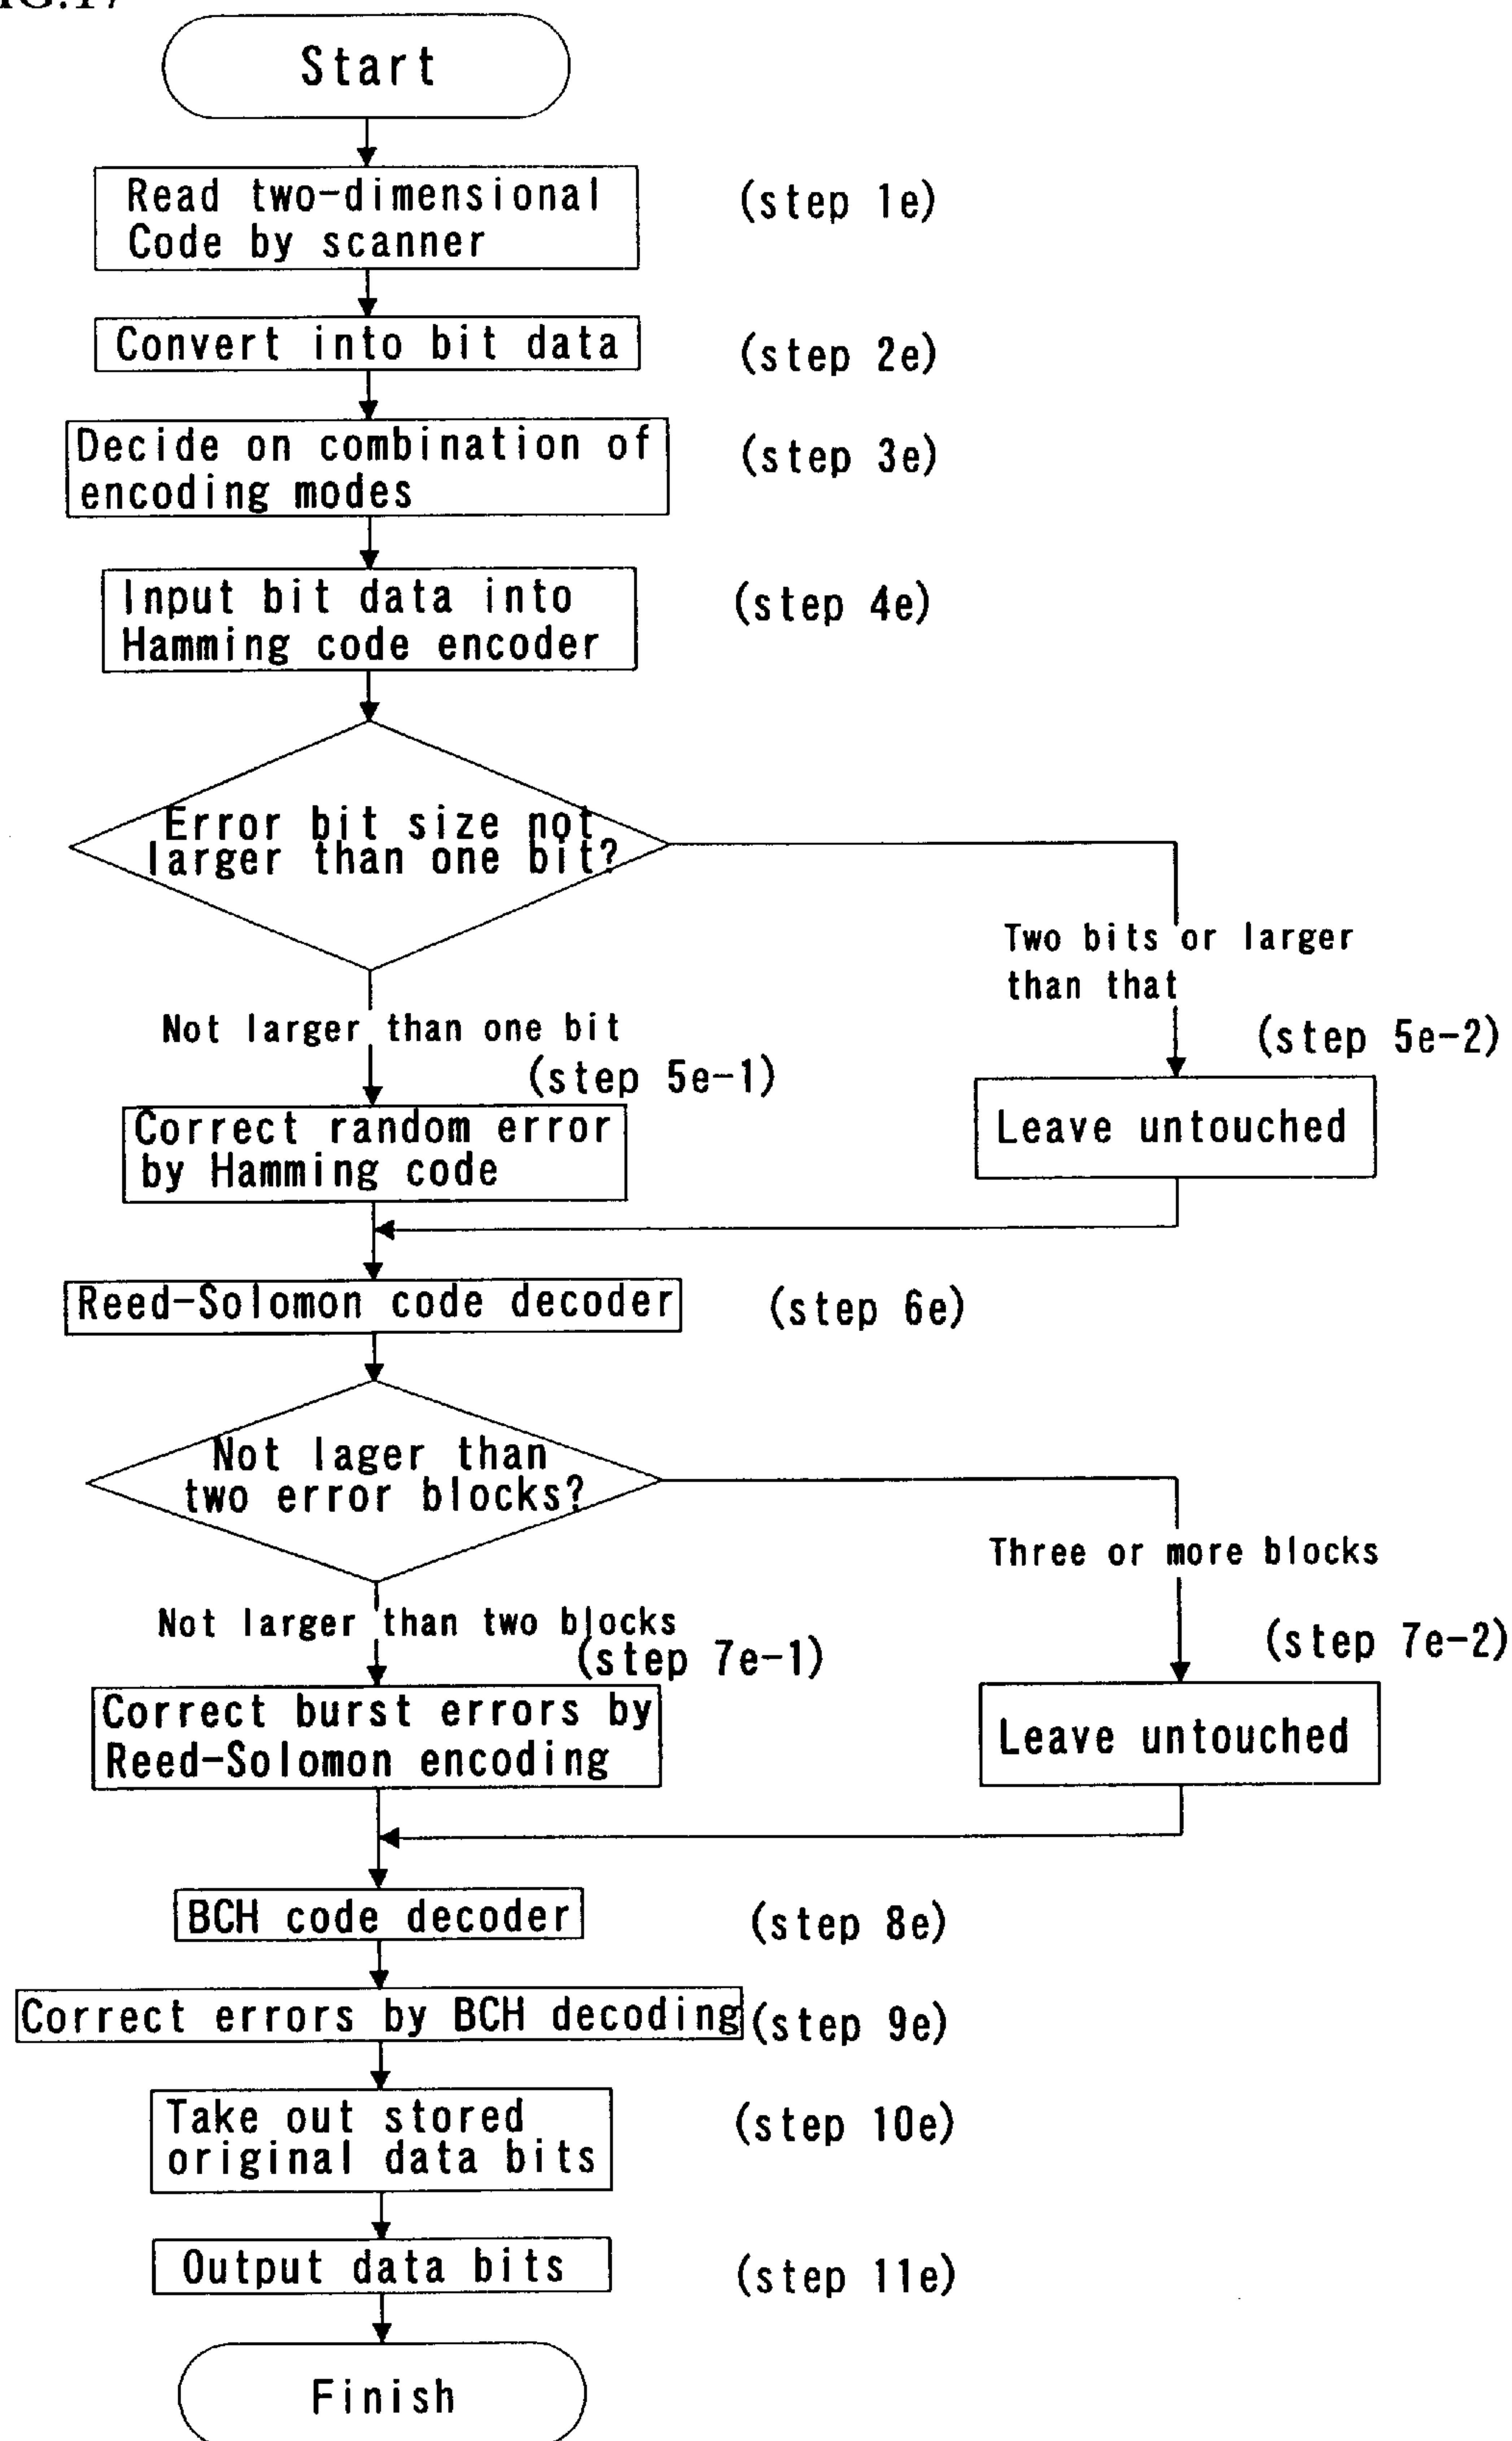 IG.17
Start
Read two-dimensional
Code by scanner
(step 1e)
Convert into bit data
(step 2e)
Decide on combination of
encoding modes
(step 3e)
Input bit data into
Hamming code encoder
(step 4e)
Error bit size not
larger than one bit?
Two bits or larger
than that
Not larger than one bit
(step 5e-1)
(step 5e-2)
Correct random error
by Hamming code
Leave untouched
Reed-Solomon code decoder
(step 6e)
Not lager than
two error blocks?
Three or more blocks
Not larger than two blocks
(step 7e-1)
(step 7e-2)
Correct burst errors by
Reed-Solomon encoding
Leave untouched
BCH code decoder
(step 8e)
Correct errors by BCH decoding
(step 9e)
Take out stored
original data bits
(step 10e)
Output data bits
(step 11e)
Finish